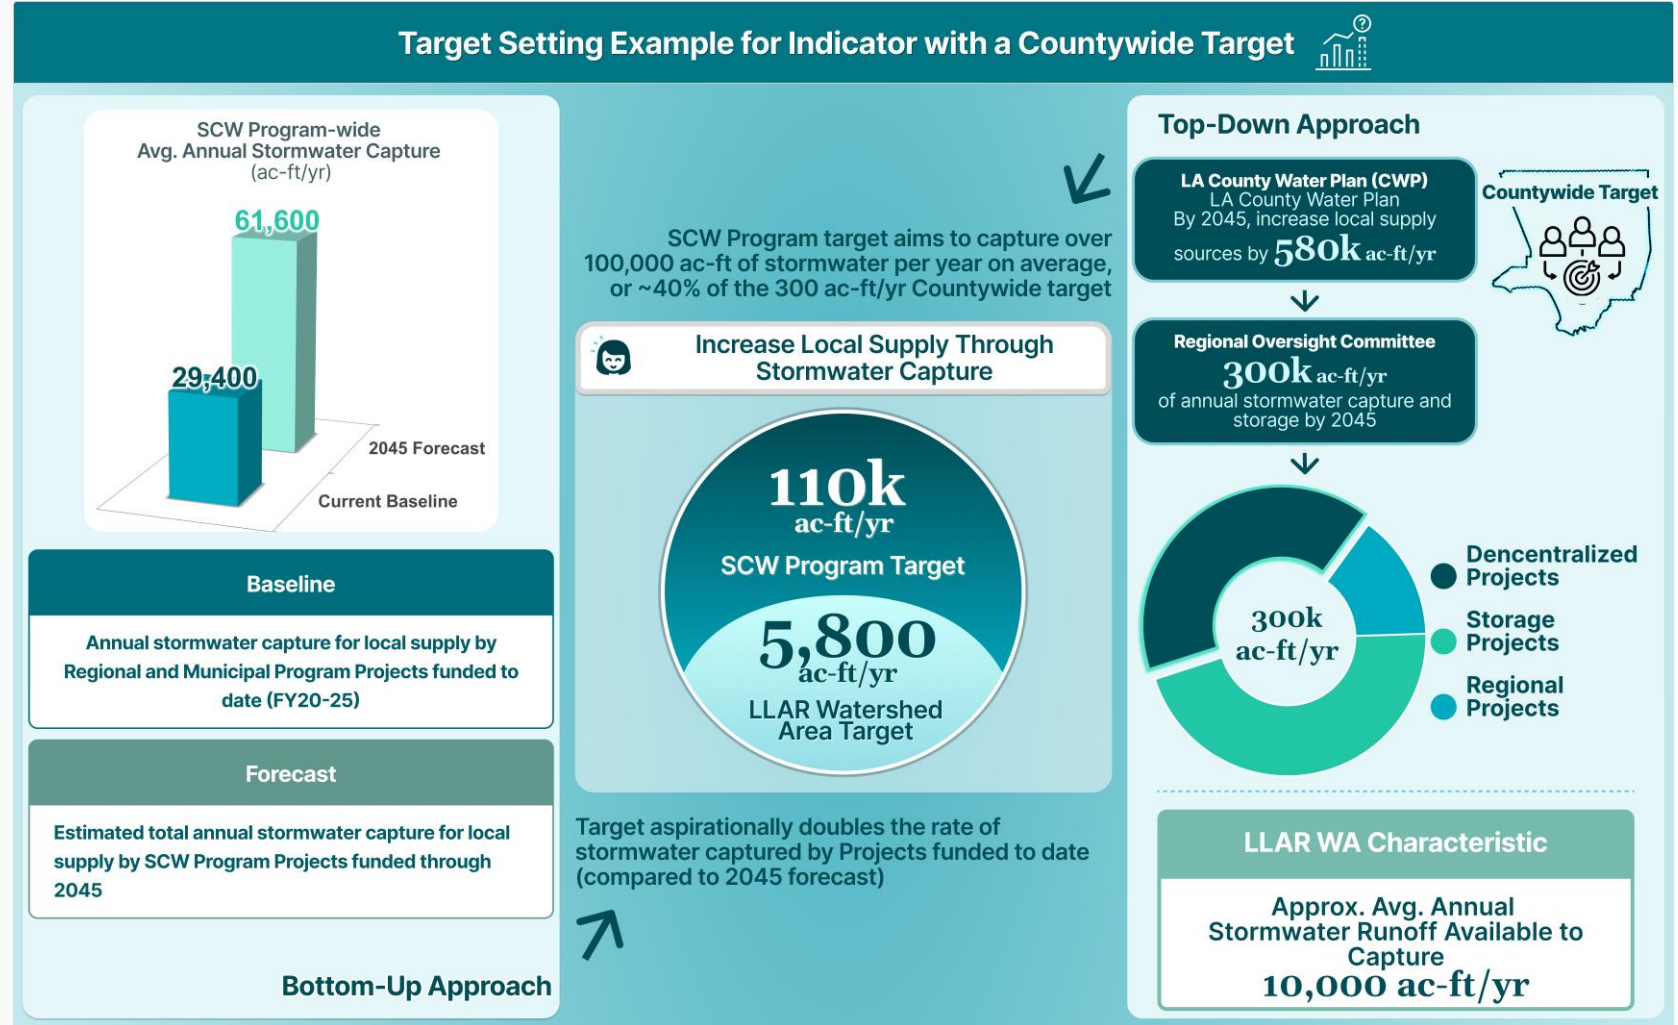 Target Setting Example for Indicator with a Countywide Target
SCW Program-wide
Avg. Annual Stormwater Capture
(ac-ft/yr)
61,600
29,400
2045 Forecast
Current Baseline
Baseline
Annual stormwater capture for local supply by
Regional and Municipal Program Projects funded to
date (FY20-25)
Forecast
Estimated total annual stormwater capture for local
supply by SCW Program Projects funded through
2045
Bottom-Up Approach
SCW Program target aims to capture over
100,000 ac-ft of stormwater per year on average,
or ~40% of the 300 ac-ft/yr Countywide target
Increase Local Supply Through
Stormwater Capture
110k
ac-ft/yr
SCW Program Target
5,800
ac-ft/yr
LLAR Watershed
Area Target
Target aspirationally doubles the rate of
stormwater captured by Projects funded to date
(compared to 2045 forecast)
Top-Down Approach
LA County Water Plan (CWP)
LA County Water Plan
By 2045, increase local supply
sources by 580k ac-ft/yr
Countywide Target
Regional Oversight Committee
300k ac-ft/yr
of annual stormwater capture and
storage by 2045
300k
ac-ft/yr
Dencentralized
Projects
Storage
Projects
Regional
Projects
LLAR WA Characteristic
Approx. Avg. Annual
Stormwater Runoff Available to
Capture
10,000 ac-ft/yr